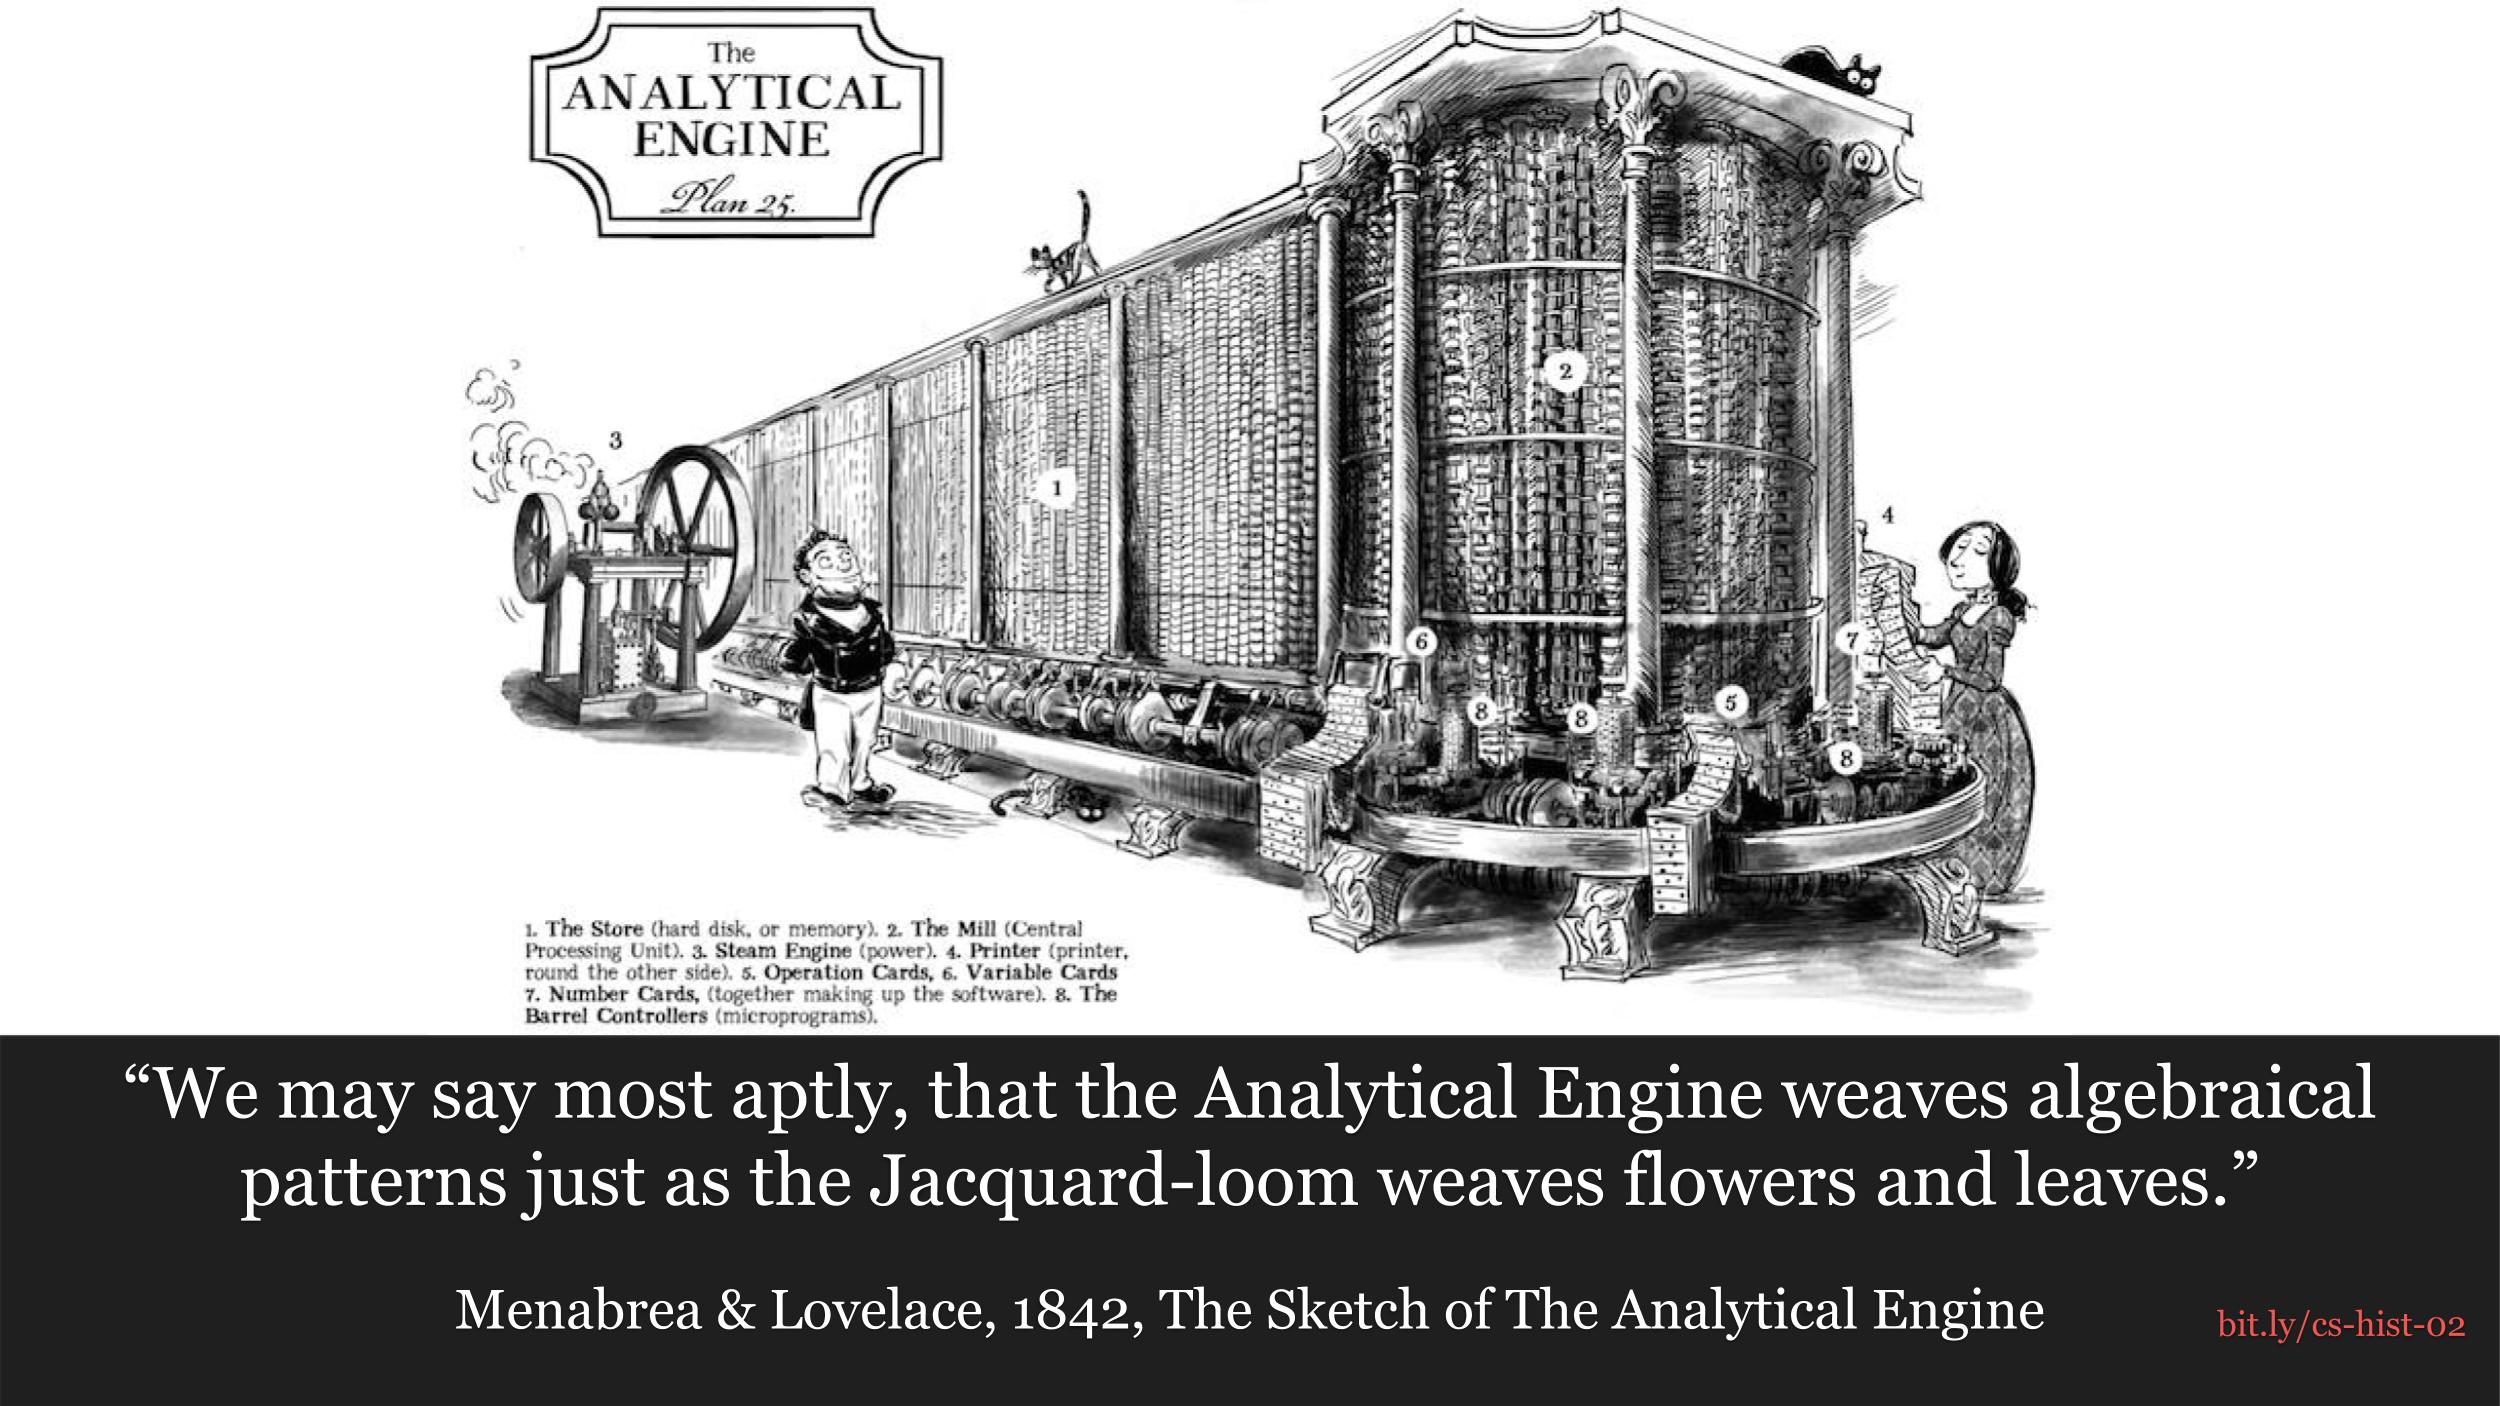 The
ANALYTICAL
ENGINE
Plan 25.
3
1
2
4
6
7
8
8
5
8
1. The Store (hard disk, or memory). 2. The Mill (Central
Processing Unit). 3. Steam Engine (power). 4. Printer (printer,
round the other side). 5. Operation Cards, 6. Variable Cards
7. Number Cards, (together making up the software). 8. The
Barrel Controllers (microprograms).
“We may say most aptly, that the Analytical Engine weaves algebraical
patterns just as the Jacquard-loom weaves flowers and leaves.”
Menabrea & Lovelace, 1842, The Sketch of The Analytical Engine
bit.ly/cs-hist-02